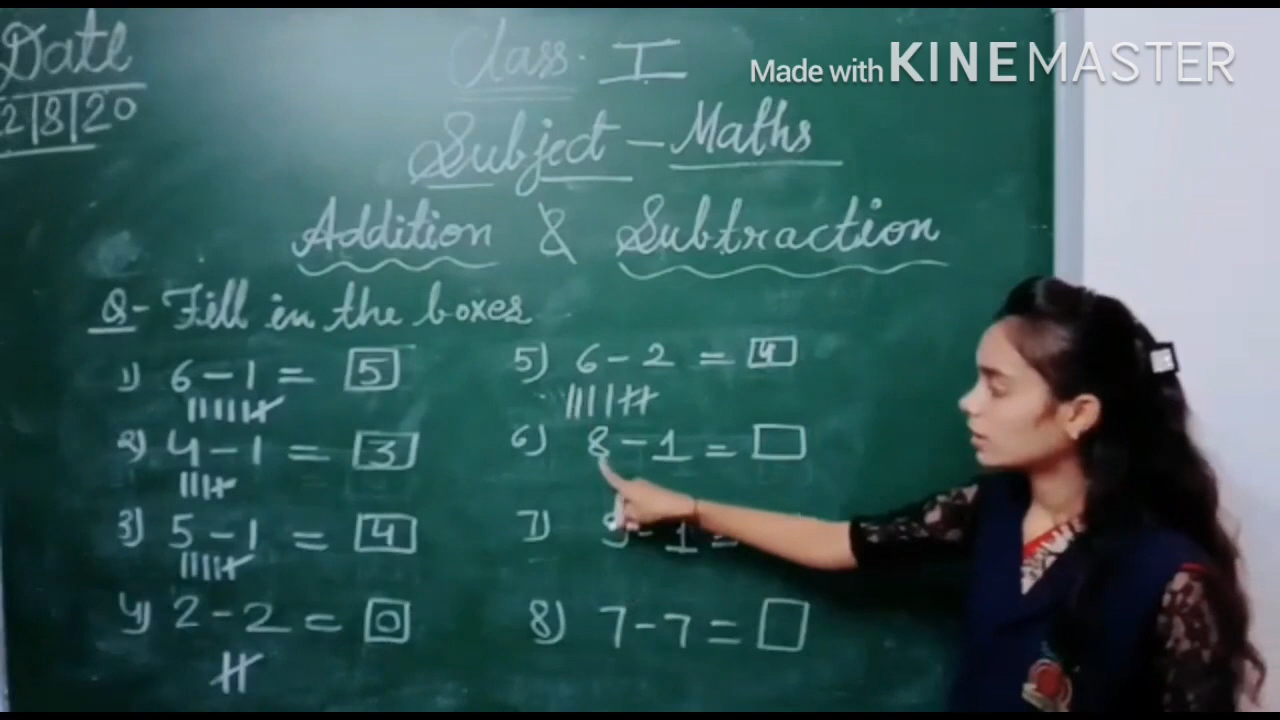 Date
2|8|20
Class. I
Made with KINEMASTER
Subject - Maths
Addition & Subtraction
Q- Fill in the boxes
1) 6 - 1 = 5
2) 4 - 1 = 3
3) 5 - 1 = 4
4) 2 - 2 = 0
5) 6 - 2 = 4
6) 8 - 1 =
7) 9 - 1 =
8) 7 - 7 =